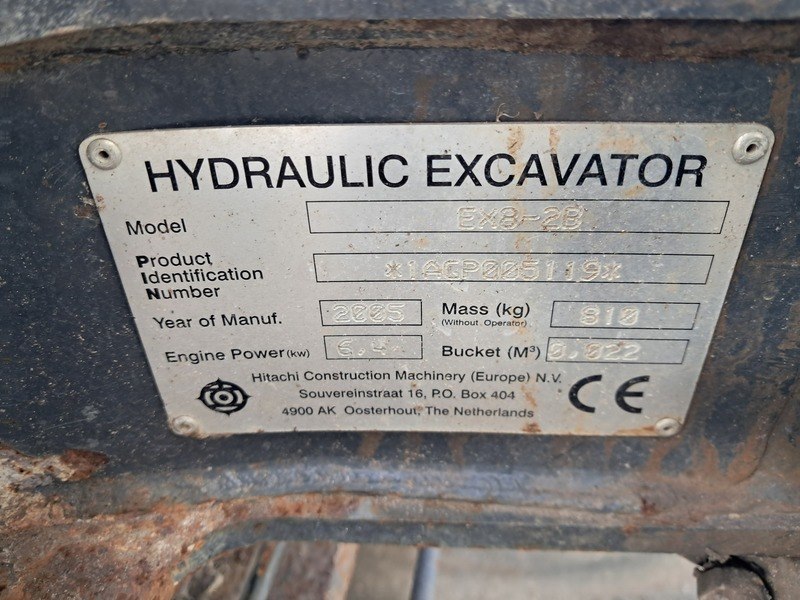 HYDRAULIC EXCAVATOR
Model EX8-2B
Product
Identification *1AGP005119*
Number
Year of Manuf. 2005 Mass (kg) 810
(Without Operator)
Engine Power(kw) 6.4 Bucket (M³) 0.022
Hitachi Construction Machinery (Europe) N.V.
Souvereinstraat 16, P.O. Box 404
4900 AK Oosterhout, The Netherlands
CE